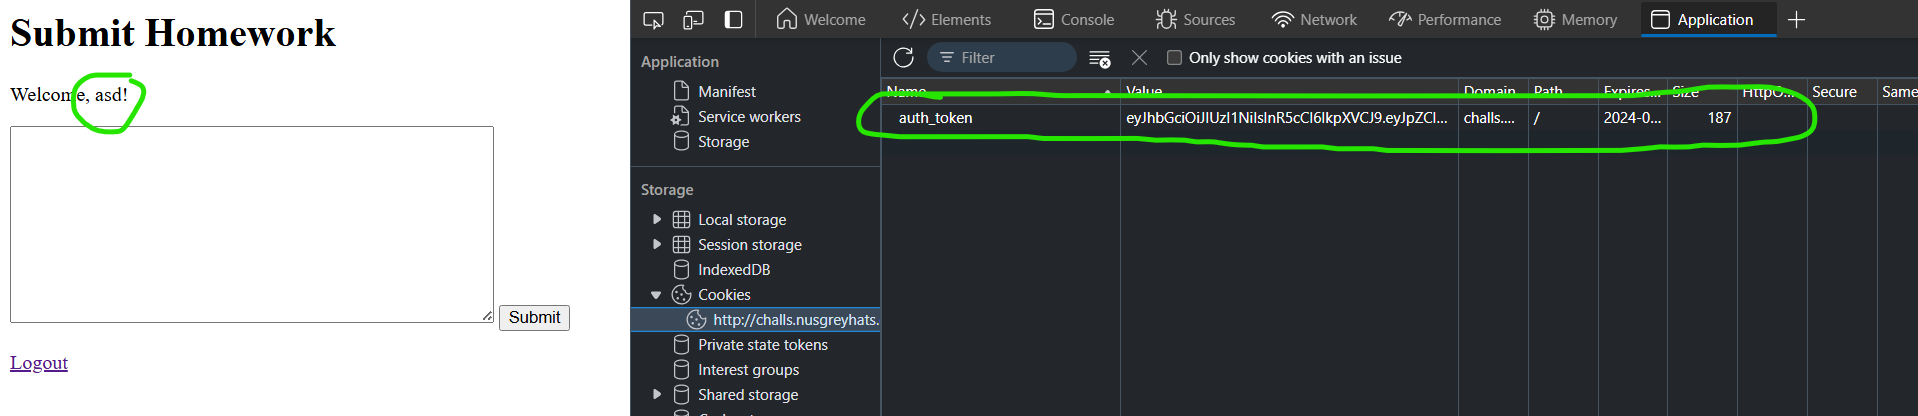 Submit Homework
Welcome, asd!
Submit
Logout
Welcome Elements Console Sources Network Performance Memory Application
Application
Manifest
Service workers
Storage
Storage
Local storage
Session storage
IndexedDB
Cookies
http://challs.nusgreyhats.
Private state tokens
Interest groups
Shared storage
Filter Only show cookies with an issue
Name Value Domain Path Expires... Size HttpO... Secure Same
auth_token eyJhbGciOiJIUzI1NiIsInR5cCI6IkpXVCJ9.eyJpZCI... challs.... / 2024-0... 187